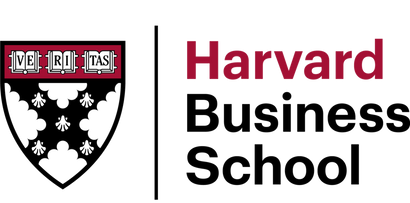 VE RI TAS
Harvard
Business
School